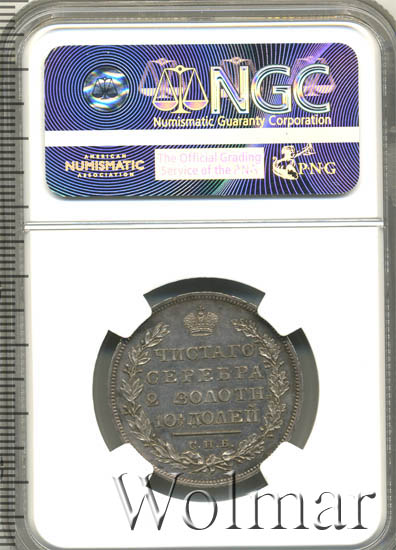 NGC
Numismatic Guaranty Corporation
AMERICAN
NUMISMATIC
ASSOCIATION
The Official Grading
Service of the PNG
PNG
ЧИСТАГО
СЕРЕБРА
2 ЗОЛОТН
10½ ДОЛЕЙ
С.П.Б.
Wolmar